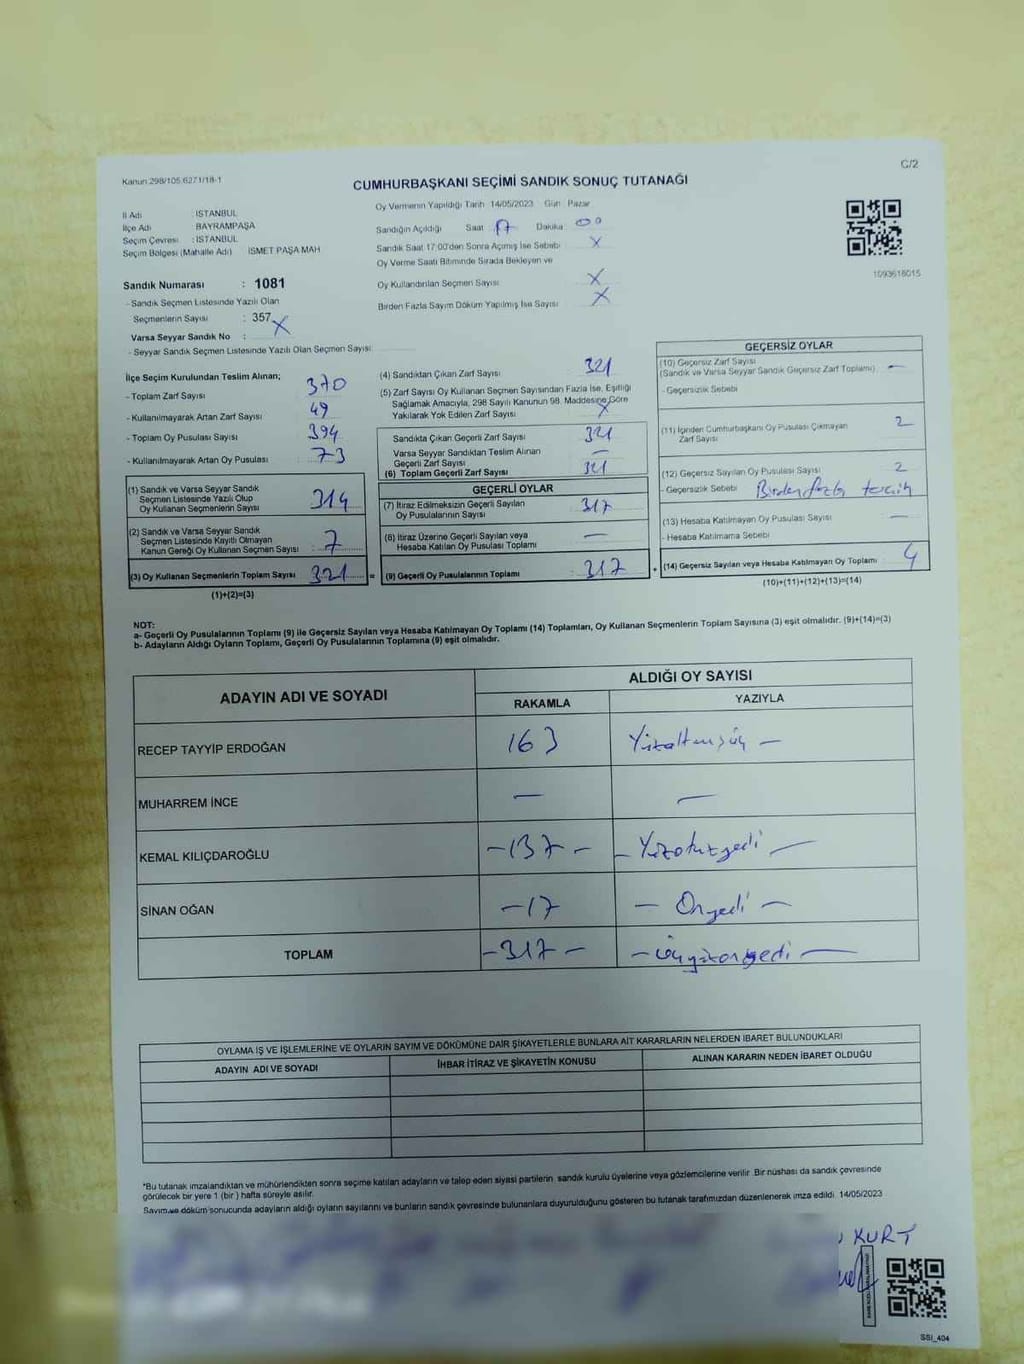 Kanun 298/105.6271/18-1
C/2
CUMHURBAŞKANI SEÇİMİ SANDIK SONUÇ TUTANAĞI
Oy Vermenin Yapıldığı Tarih 14/05/2023 Gün Pazar
İl Adı : İSTANBUL
İlçe Adı : BAYRAMPAŞA
Seçim Çevresi : İSTANBUL
Seçim Bölgesi (Mahalle Adı) İSMET PAŞA MAH
Sandığın Açıldığı Saat 17 Dakika 00
Sandık Saat 17:00'den Sonra Açımış İse Sebebi X
Oy Verme Saati Bitiminde Sırada Bekleyen ve
Oy Kullandırılan Seçmen Sayısı X
Birden Fazla Sayım Döküm Yapılmış İse Sayısı X
1093618015
Sandık Numarası : 1081
- Sandık Seçmen Listesinde Yazılı Olan
Seçmenlerin Sayısı : 357
Varsa Seyyar Sandık No : X
- Seyyar Sandık Seçmen Listesinde Yazılı Olan Seçmen Sayısı
İlçe Seçim Kurulundan Teslim Alınan;
- Toplam Zarf Sayısı 370
- Kullanılmayarak Artan Zarf Sayısı 49
- Toplam Oy Pusulası Sayısı 394
- Kullanılmayarak Artan Oy Pusulası 73
(1) Sandık ve Varsa Seyyar Sandık
Seçmen Listesinde Yazılı Olup
Oy Kullanan Seçmenlerin Sayısı 314
(2) Sandık ve Varsa Seyyar Sandık
Seçmen Listesinde Kayıtlı Olmayan
Kanun Gereği Oy Kullanan Seçmen Sayısı 7
(3) Oy Kullanan Seçmenlerin Toplam Sayısı 321 =
(1)+(2)=(3)
(4) Sandıktan Çıkan Zarf Sayısı 321
(5) Zarf Sayısı Oy Kullanan Seçmen Sayısından Fazla İse, Eşitliği
Sağlamak Amacıyla, 298 Sayılı Kanunun 98. Maddesine Göre
Yakılarak Yok Edilen Zarf Sayısı X
Sandıkta Çıkan Geçerli Zarf Sayısı 321
Varsa Seyyar Sandıktan Teslim Alınan
Geçerli Zarf Sayısı —
(6) Toplam Geçerli Zarf Sayısı 321
GEÇERLİ OYLAR
(7) İtiraz Edilmeksizin Geçerli Sayılan
Oy Pusulalarının Sayısı 317
(8) İtiraz Üzerine Geçerli Sayılan veya
Hesaba Katılan Oy Pusulası Toplamı —
(9) Geçerli Oy Pusulalarının Toplamı 317 +
GEÇERSİZ OYLAR
(10) Geçersiz Zarf Sayısı
(Sandık ve Varsa Seyyar Sandık Geçersiz Zarf Toplamı) —
- Geçersizlik Sebebi
(11) İçinden Cumhurbaşkanı Oy Pusulası Çıkmayan
Zarf Sayısı 2
(12) Geçersiz Sayılan Oy Pusulası Sayısı 2
- Geçersizlik Sebebi Birden fazla tercih
(13) Hesaba Katılmayan Oy Pusulası Sayısı —
- Hesaba Katılmama Sebebi
(14) Geçersiz Sayılan veya Hesaba Katılmayan Oy Toplamı 4
(10)+(11)+(12)+(13)=(14)
NOT:
a- Geçerli Oy Pusulalarının Toplamı (9) ile Geçersiz Sayılan veya Hesaba Katılmayan Oy Toplamı (14) Toplamları, Oy Kullanan Seçmenlerin Toplam Sayısına (3) eşit olmalıdır. (9)+(14)=(3)
b- Adayların Aldığı Oyların Toplamı, Geçerli Oy Pusulalarının Toplamına (9) eşit olmalıdır.
ADAYIN ADI VE SOYADI
ALDIĞI OY SAYISI
RAKAMLA YAZIYLA
RECEP TAYYİP ERDOĞAN 163 Yüzaltmışüç —
MUHARREM İNCE — —
KEMAL KILIÇDAROĞLU —137— — Yüzotuzyedi —
SİNAN OĞAN —17 — Onyedi —
TOPLAM —317— — üçyüzonyedi —
OYLAMA İŞ VE İŞLEMLERİNE VE OYLARIN SAYIM VE DÖKÜMÜNE DAİR ŞİKAYETLERLE BUNLARA AİT KARARLARIN NELERDEN İBARET BULUNDUKLARI
ADAYIN ADI VE SOYADI İHBAR İTİRAZ VE ŞİKAYETİN KONUSU ALINAN KARARIN NEDEN İBARET OLDUĞU
*Bu tutanak imzalandıktan ve mühürlendikten sonra seçime katılan adayların ve talep eden siyasi partilerin sandık kurulu üyelerine veya gözlemcilerine verilir. Bir nüshası da sandık çevresinde
görülecek bir yere 1 (bir) hafta süreyle asılır.
Sayım ve döküm sonucunda adayların aldığı oyların sayılarını ve bunların sandık çevresinde bulunanlara duyurulduğunu gösteren bu tutanak tarafımızdan düzenlenerek imza edildi. 14/05/2023
KURT
SSI_404